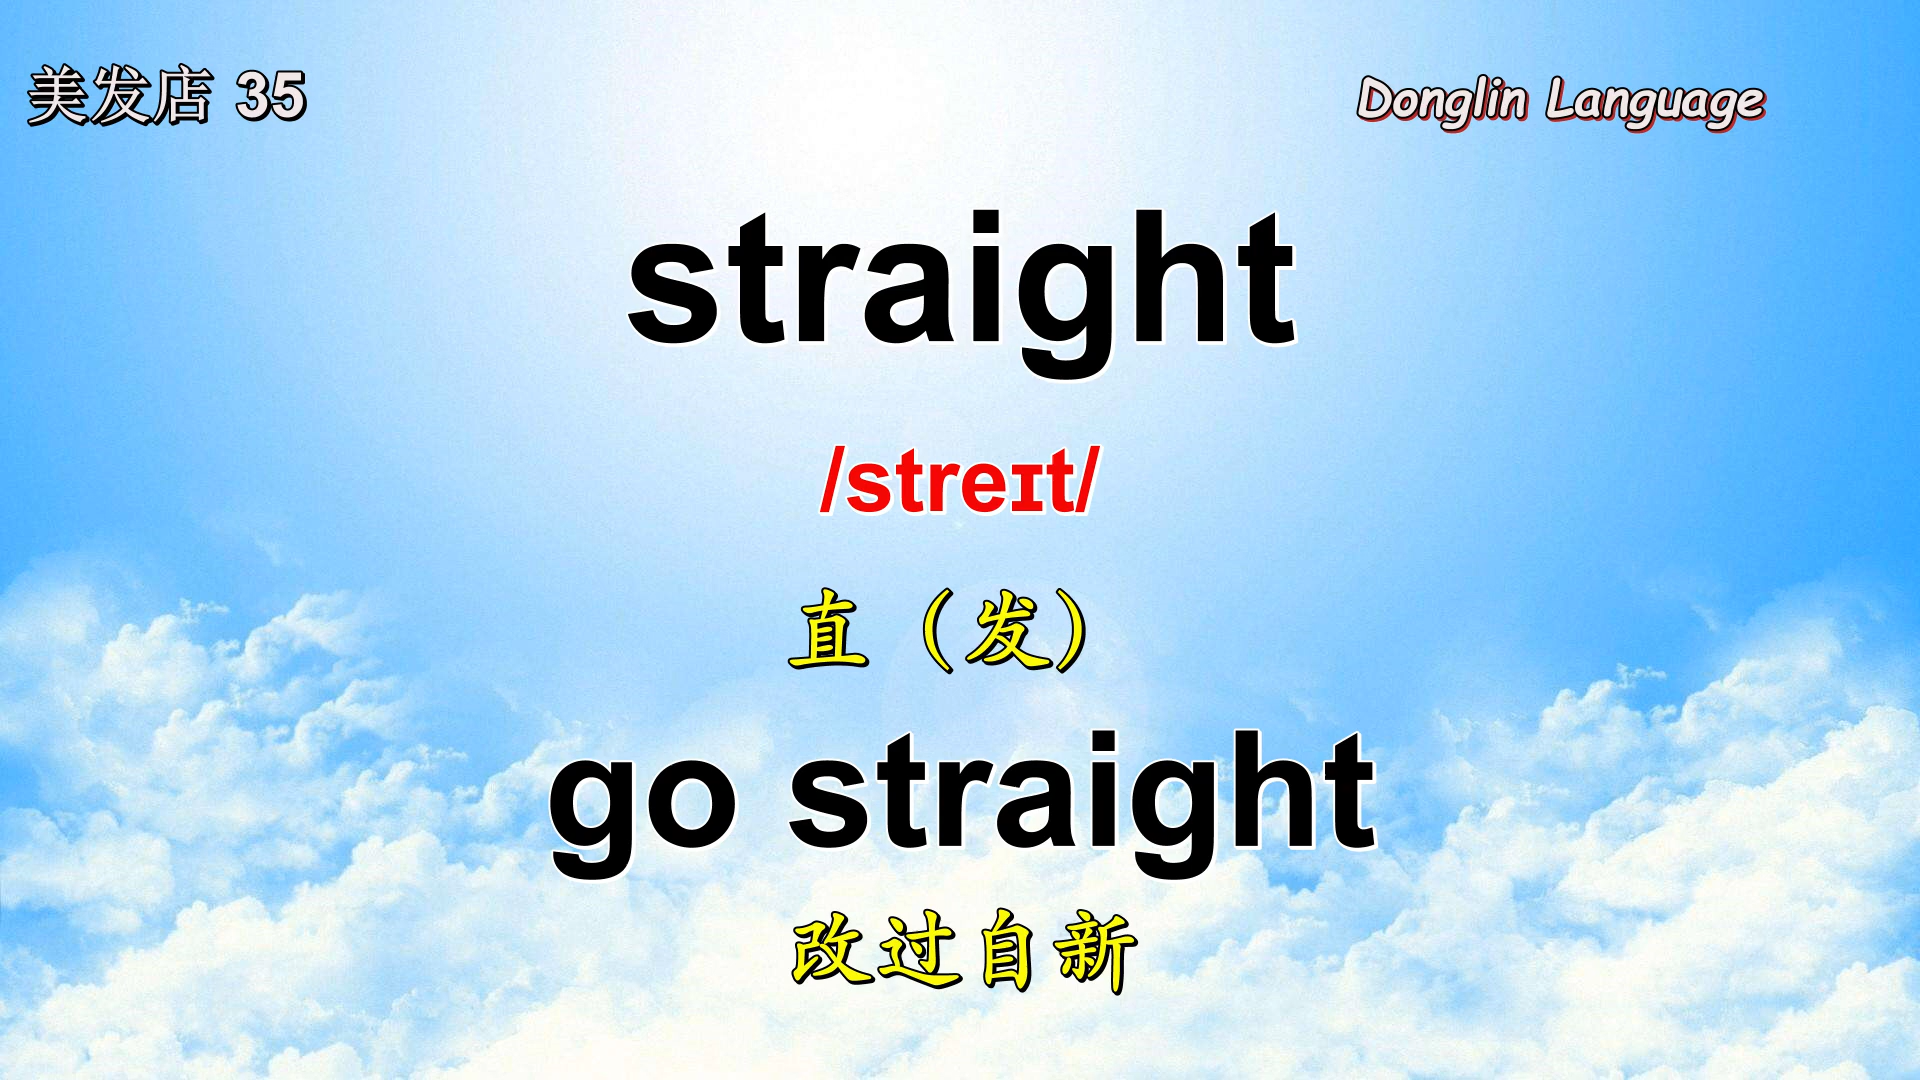 美发店 35
Donglin Language
straight
/streɪt/
直（发）
go straight
改过自新